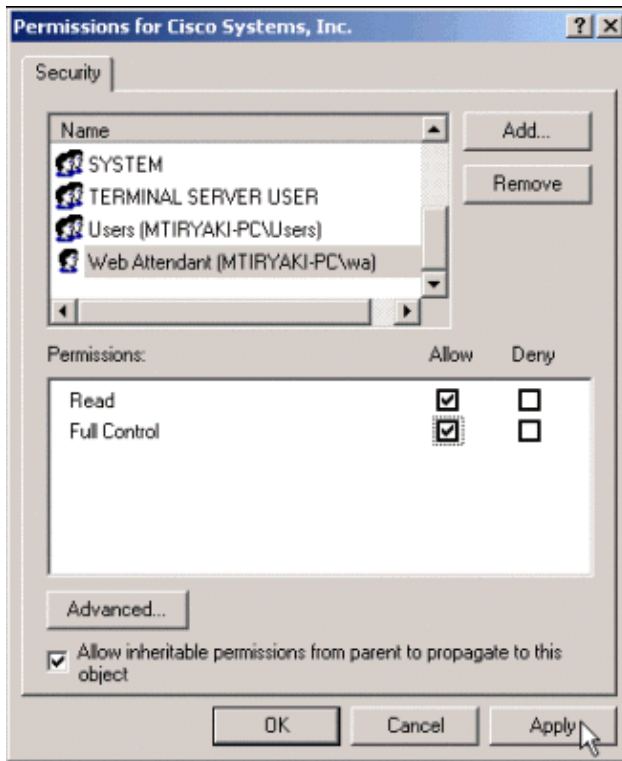 Permissions for Cisco Systems, Inc.
Security
Name
Add...
SYSTEM
Remove
TERMINAL SERVER USER
Users (MTIRYAKI-PC\Users)
Web Attendant (MTIRYAKI-PC\wa)
Permissions: Allow Deny
Read
Full Control
Advanced...
Allow inheritable permissions from parent to propagate to this
object
OK Cancel Apply